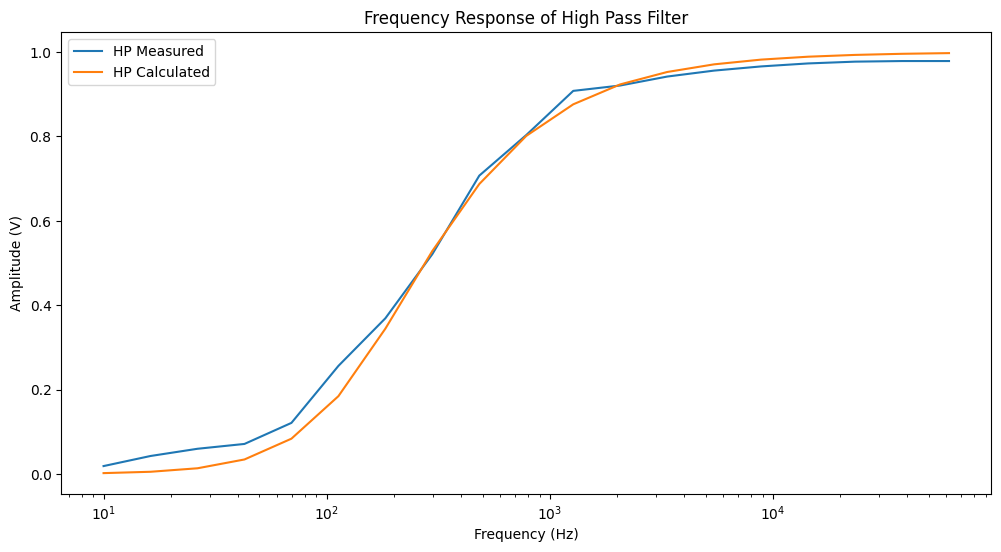 Frequency Response of High Pass Filter
HP Measured
HP Calculated
1.0
0.8
0.6
0.4
0.2
0.0
Amplitude (V)
10¹ 10² 10³ 10⁴
Frequency (Hz)